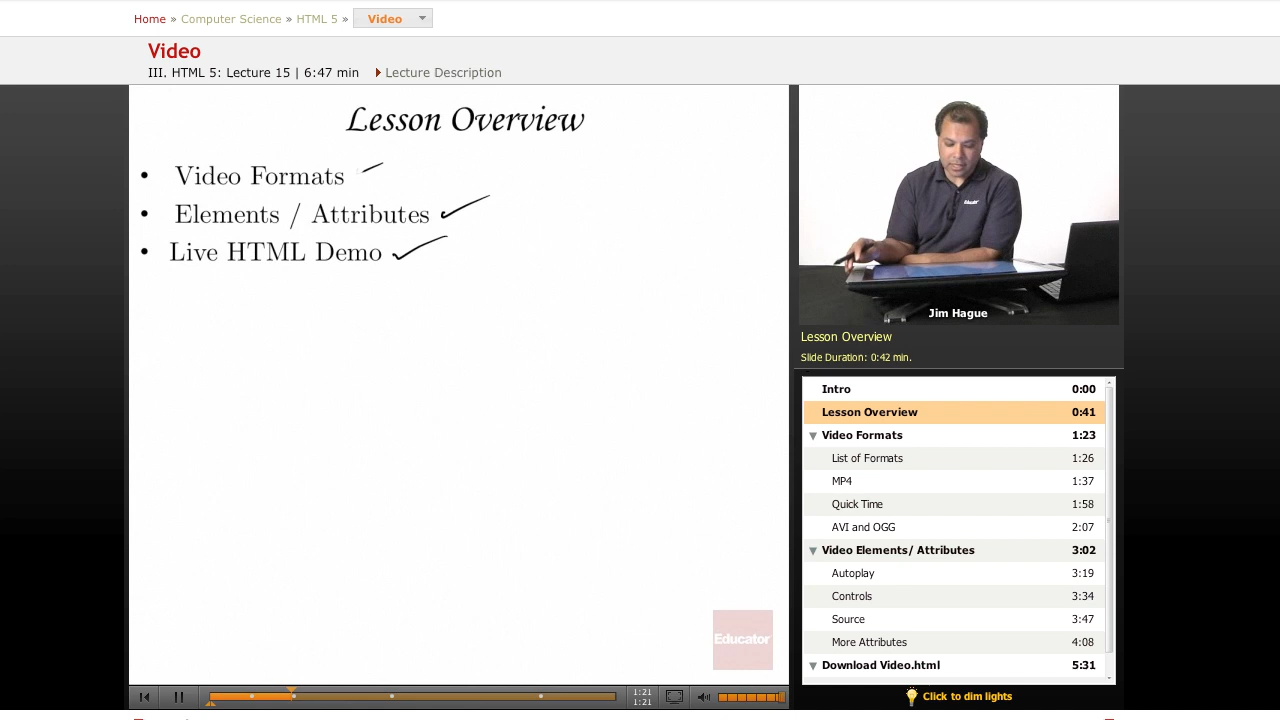 Home » Computer Science » HTML 5 » Video
Video
III. HTML 5: Lecture 15 | 6:47 min Lecture Description
Lesson Overview
• Video Formats
• Elements / Attributes
• Live HTML Demo
Educator
Jim Hague
Lesson Overview
Slide Duration: 0:42 min.
Intro 0:00
Lesson Overview 0:41
Video Formats 1:23
List of Formats 1:26
MP4 1:37
Quick Time 1:58
AVI and OGG 2:07
Video Elements/ Attributes 3:02
Autoplay 3:19
Controls 3:34
Source 3:47
More Attributes 4:08
Download Video.html 5:31
1:21
1:21
Click to dim lights